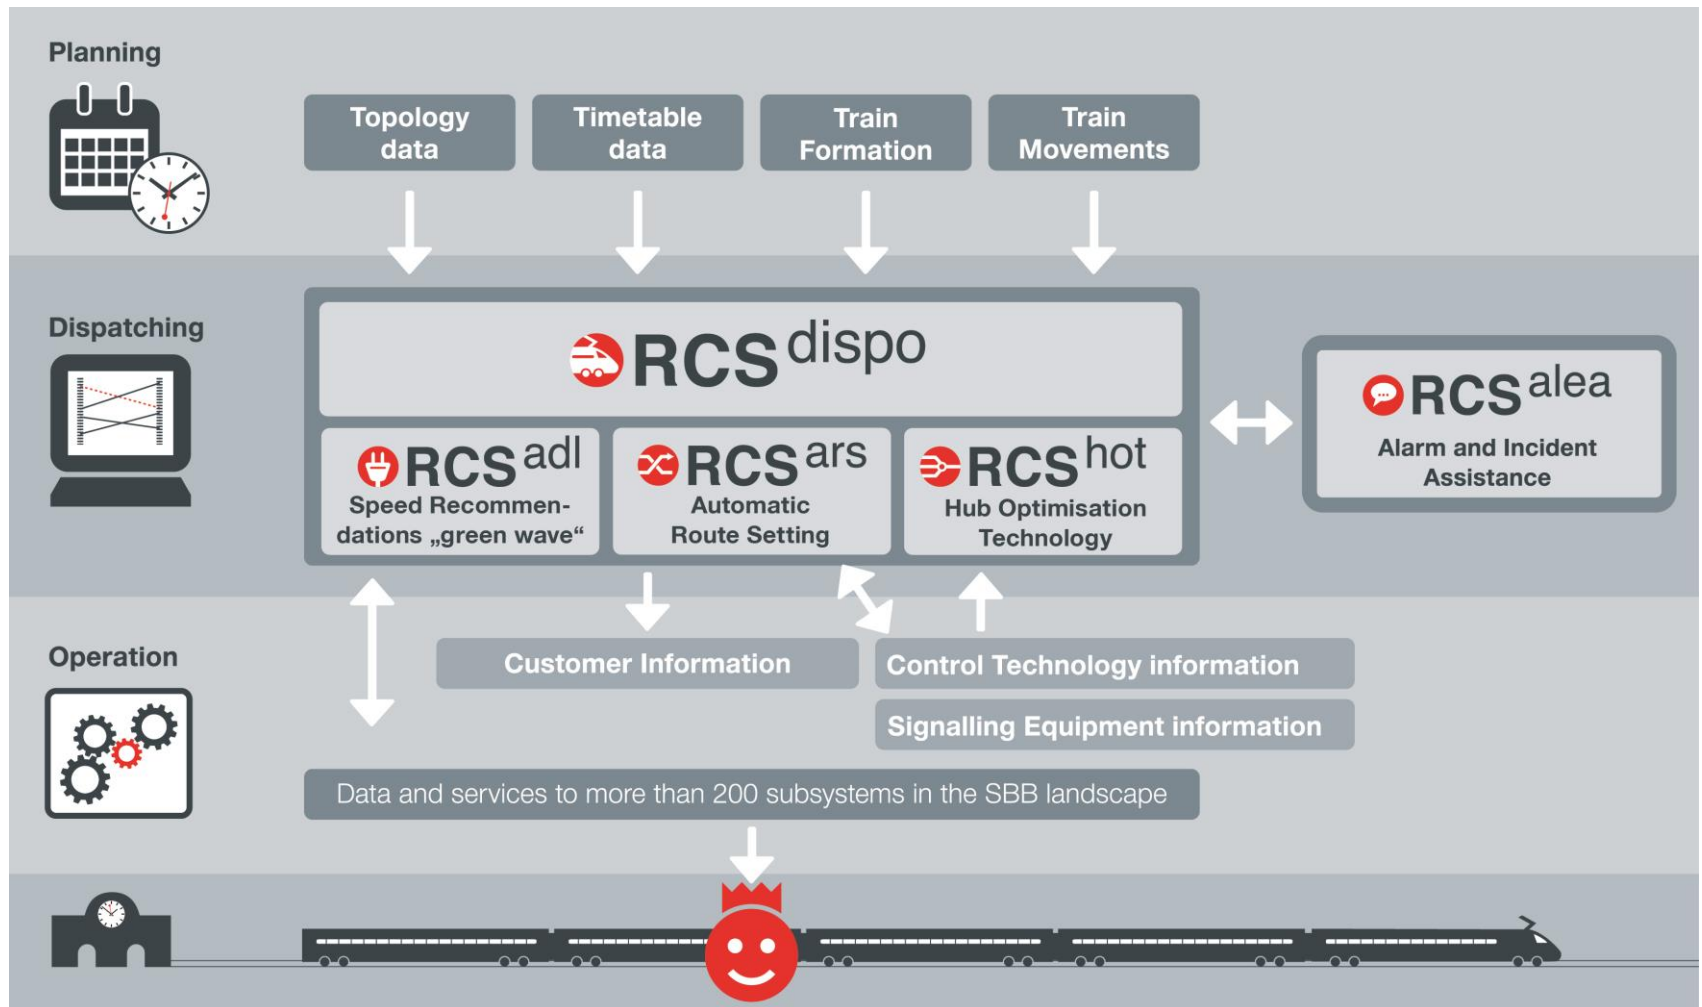 Planning
Topology
data
Timetable
data
Train
Formation
Train
Movements
Dispatching
RCS dispo
RCS adl
Speed Recommen-
dations „green wave“
RCS ars
Automatic
Route Setting
RCS hot
Hub Optimisation
Technology
RCS alea
Alarm and Incident
Assistance
Operation
Customer Information
Control Technology information
Signalling Equipment information
Data and services to more than 200 subsystems in the SBB landscape